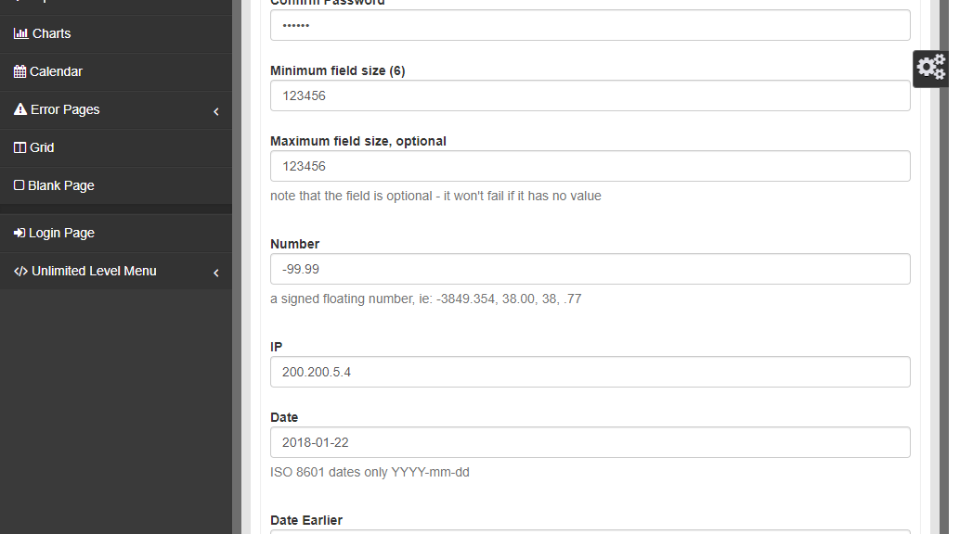 Charts
Calendar
Error Pages
Grid
Blank Page
Login Page
Unlimited Level Menu
Confirm Password
••••••
Minimum field size (6)
123456
Maximum field size, optional
123456
note that the field is optional - it won't fail if it has no value
Number
-99.99
a signed floating number, ie: -3849.354, 38.00, 38, .77
IP
200.200.5.4
Date
2018-01-22
ISO 8601 dates only YYYY-mm-dd
Date Earlier